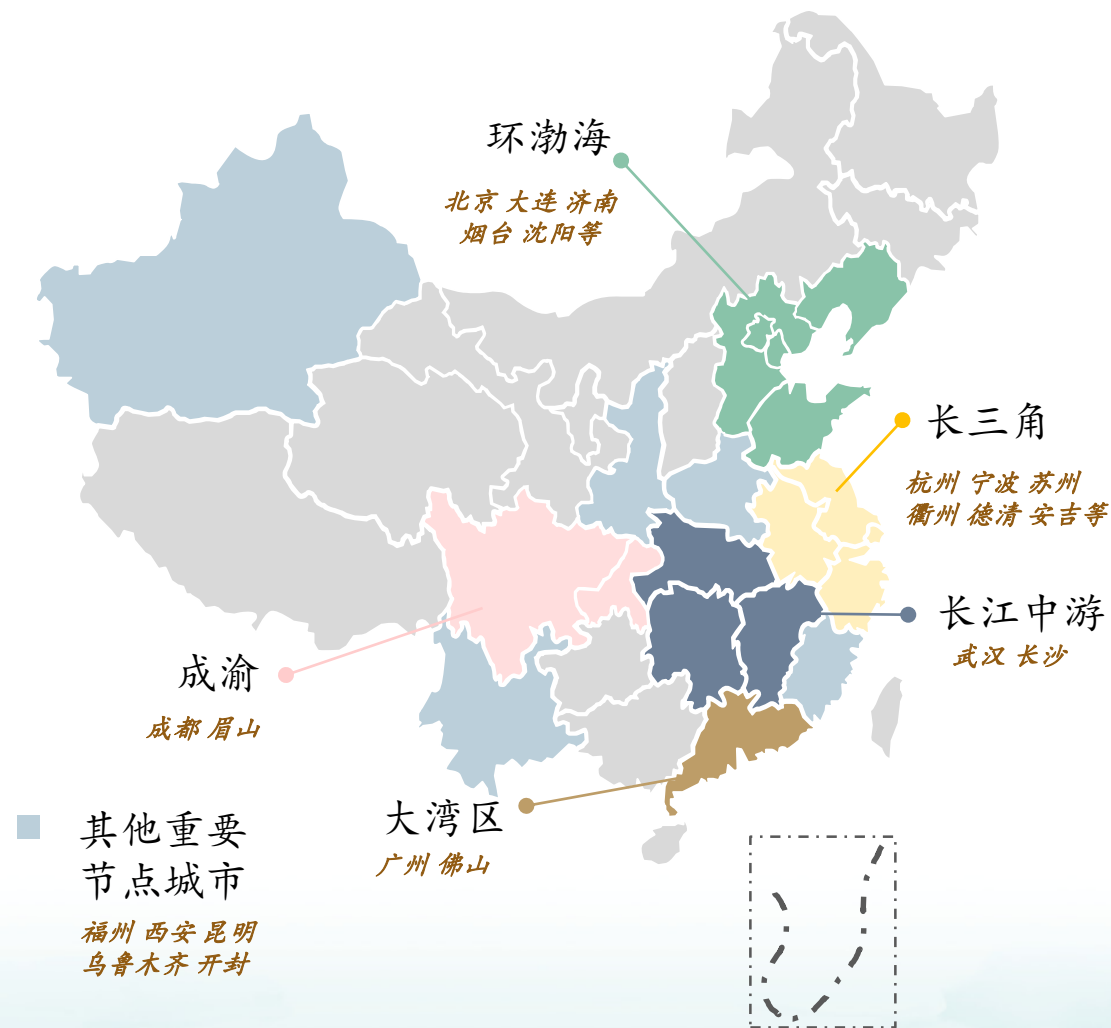 环渤海
北京 大连 济南
烟台 沈阳等
长三角
杭州 宁波 苏州
衢州 德清 安吉等
长江中游
武汉 长沙
成渝
成都 眉山
大湾区
广州 佛山
其他重要
节点城市
福州 西安 昆明
乌鲁木齐 开封